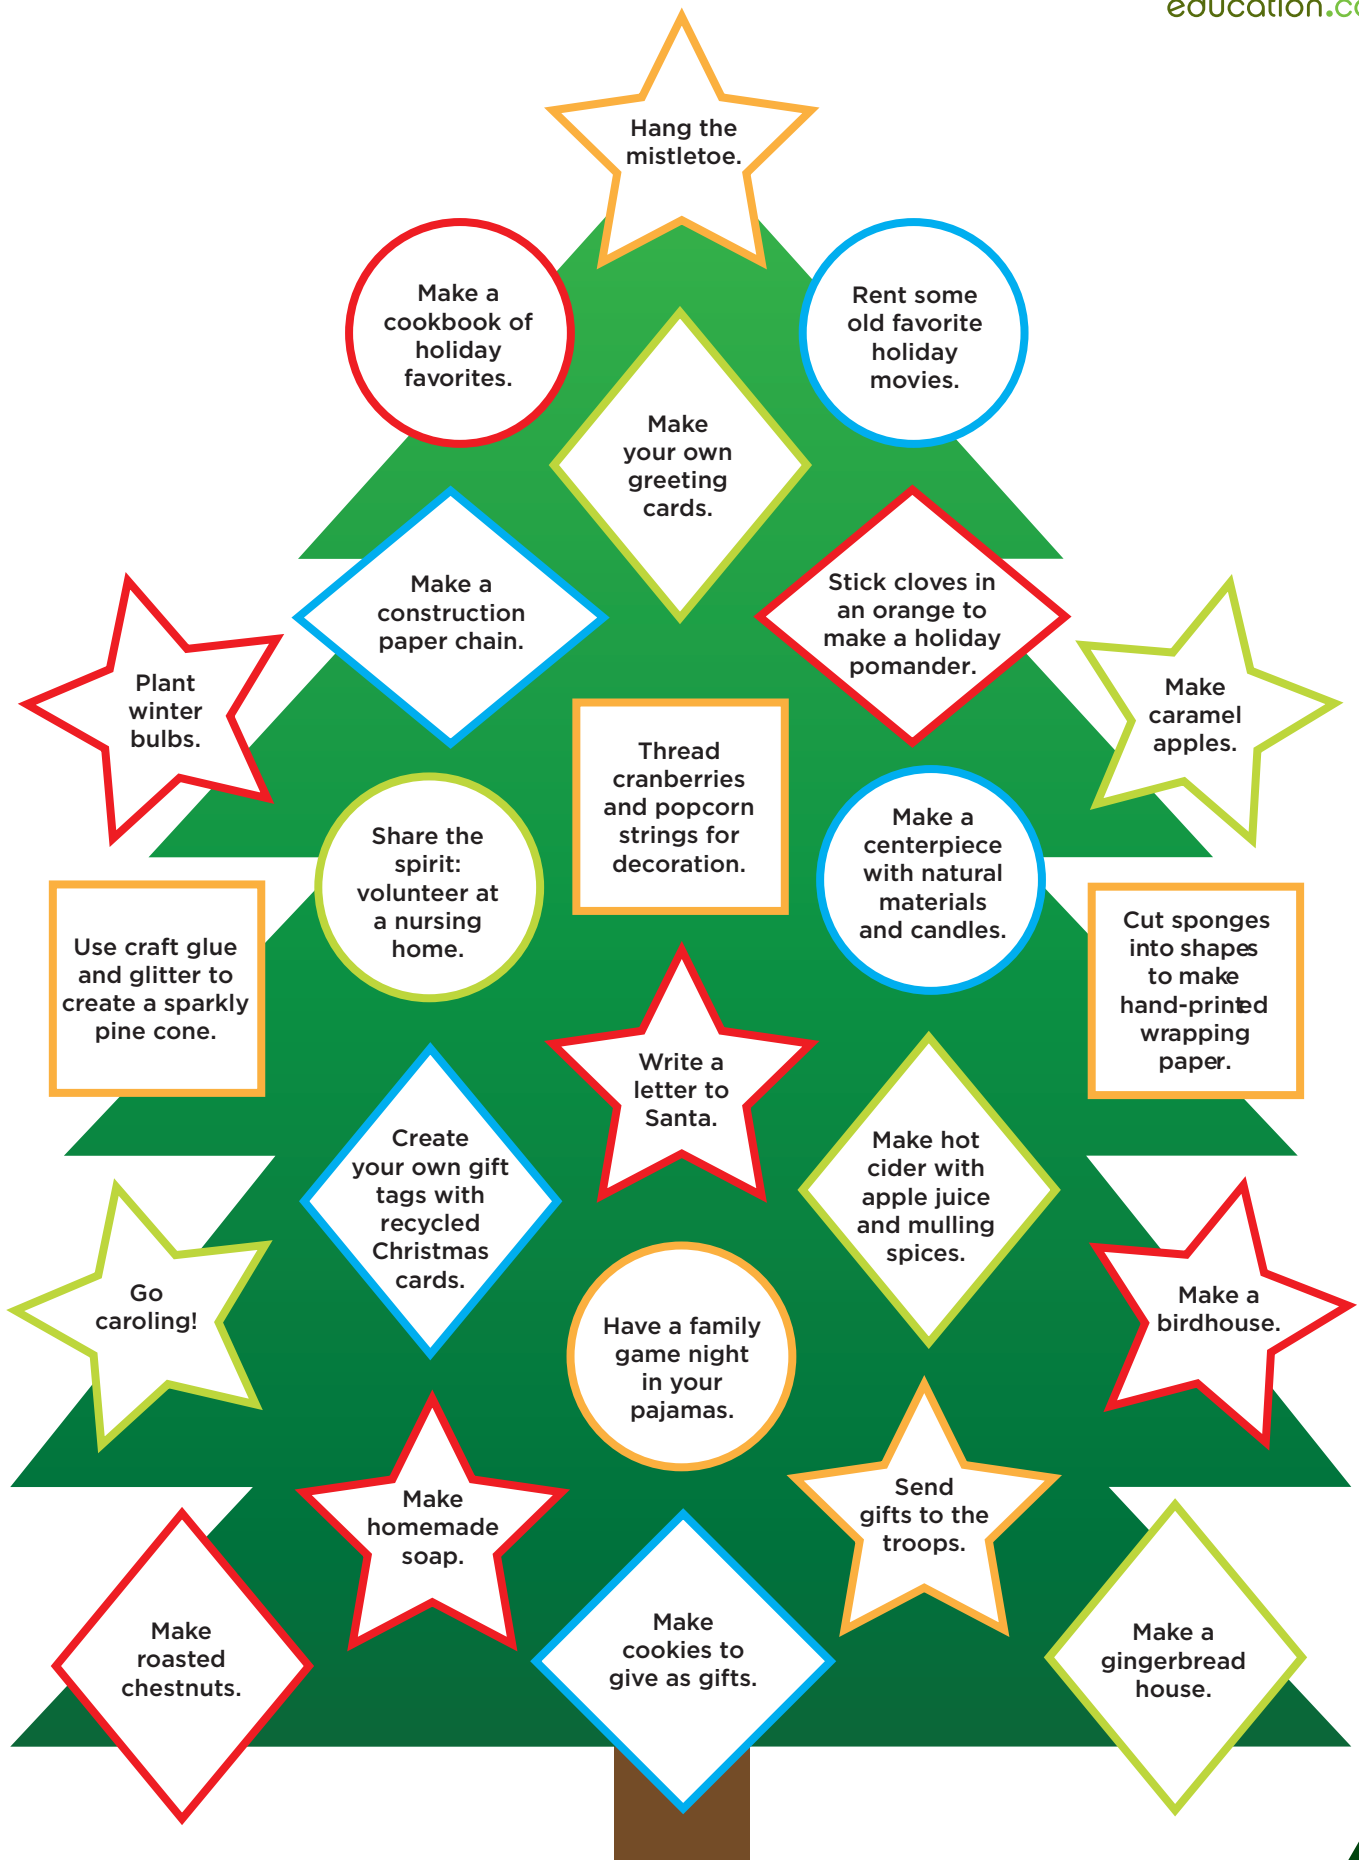 education.co
Hang the
mistletoe.
Make a
cookbook of
holiday
favorites.
Rent some
old favorite
holiday
movies.
Make
your own
greeting
cards.
Make a
construction
paper chain.
Stick cloves in
an orange to
make a holiday
pomander.
Plant
winter
bulbs.
Make
caramel
apples.
Thread
cranberries
and popcorn
strings for
decoration.
Share the
spirit:
volunteer at
a nursing
home.
Make a
centerpiece
with natural
materials
and candles.
Use craft glue
and glitter to
create a sparkly
pine cone.
Cut sponges
into shapes
to make
hand-printed
wrapping
paper.
Write a
letter to
Santa.
Create
your own gift
tags with
recycled
Christmas
cards.
Make hot
cider with
apple juice
and mulling
spices.
Go
caroling!
Make a
birdhouse.
Have a family
game night
in your
pajamas.
Make
homemade
soap.
Send
gifts to the
troops.
Make
roasted
chestnuts.
Make
cookies to
give as gifts.
Make a
gingerbread
house.